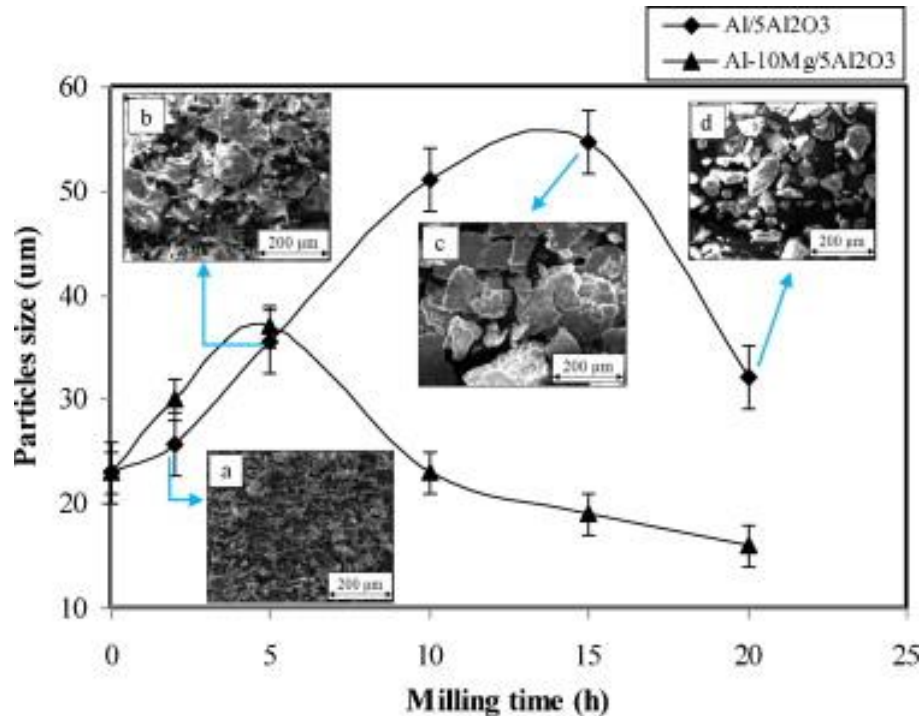 Al/5Al2O3
Al-10Mg/5Al2O3
60
50
40
30
20
10
Particles size (um)
b
200 μm
d
200 μm
c
200 μm
a
200 μm
0
5
10
15
20
25
Milling time (h)